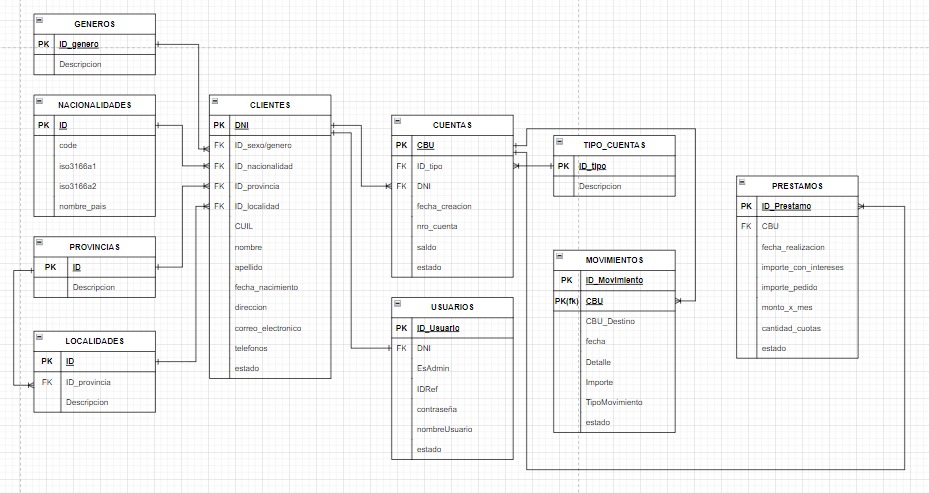 GENEROS
PK ID_genero
Descripcion
NACIONALIDADES
PK ID
code
iso3166a1
iso3166a2
nombre_pais
PROVINCIAS
PK ID
Descripcion
LOCALIDADES
PK ID
FK ID_provincia
Descripcion
CLIENTES
PK DNI
FK ID_sexo/genero
FK ID_nacionalidad
FK ID_provincia
FK ID_localidad
CUIL
nombre
apellido
fecha_nacimiento
direccion
correo_electronico
telefonos
estado
CUENTAS
PK CBU
FK ID_tipo
FK DNI
fecha_creacion
nro_cuenta
saldo
estado
USUARIOS
PK ID_Usuario
FK DNI
EsAdmin
IDRef
contraseña
nombreUsuario
estado
TIPO_CUENTAS
PK ID_tipo
Descripcion
MOVIMIENTOS
PK ID_Movimiento
PK(fk) CBU
CBU_Destino
fecha
Detalle
Importe
TipoMovimiento
estado
PRESTAMOS
PK ID_Prestamo
FK CBU
fecha_realizacion
importe_con_intereses
importe_pedido
monto_x_mes
cantidad_cuotas
estado